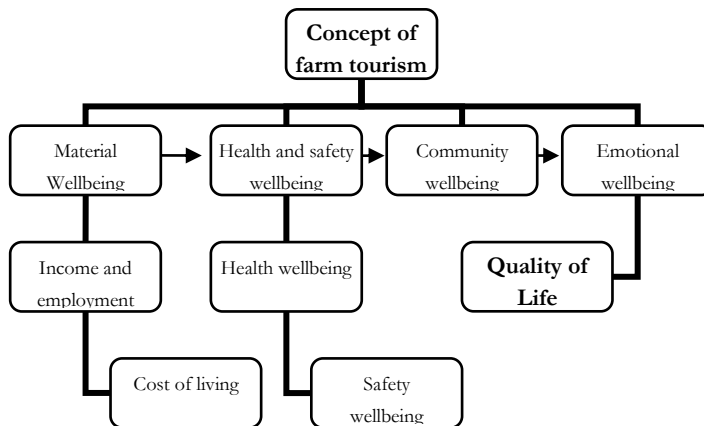 Concept of
farm tourism
Material
Wellbeing
Health and safety
wellbeing
Community
wellbeing
Emotional
wellbeing
Income and
employment
Health wellbeing
Quality of
Life
Cost of living
Safety
wellbeing